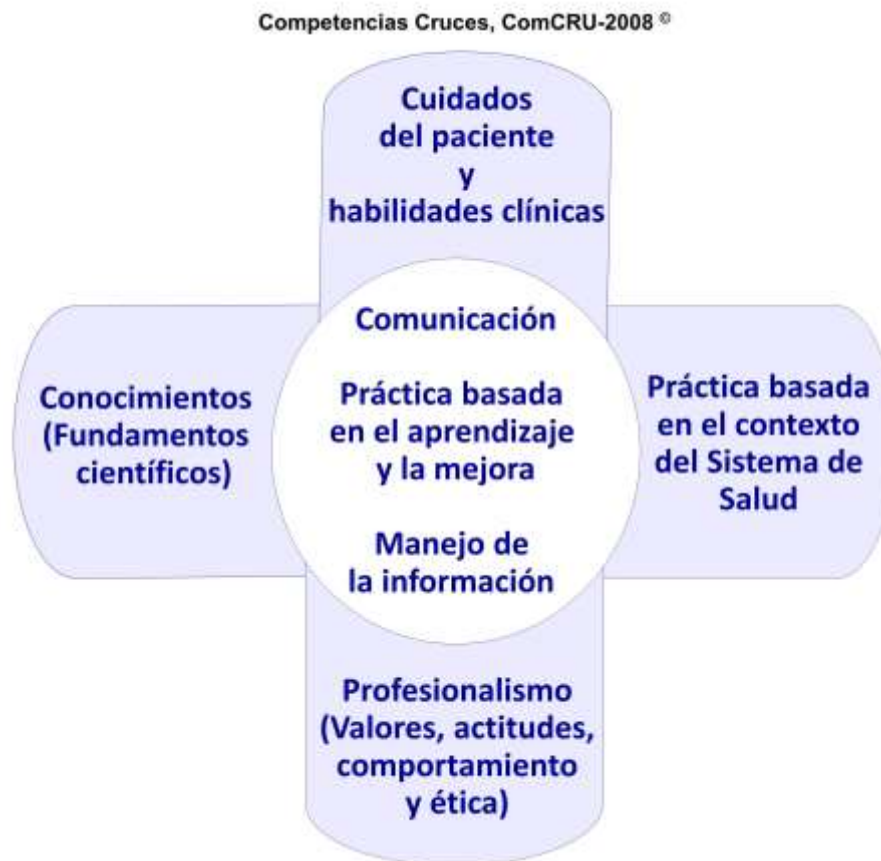 Competencias Cruces, ComCRU-2008 ©
Cuidados
del paciente
y
habilidades clínicas
Conocimientos
(Fundamentos
científicos)
Comunicación
Práctica basada
en el aprendizaje
y la mejora
Manejo de
la información
Práctica basada
en el contexto
del Sistema de
Salud
Profesionalismo
(Valores, actitudes,
comportamiento
y ética)